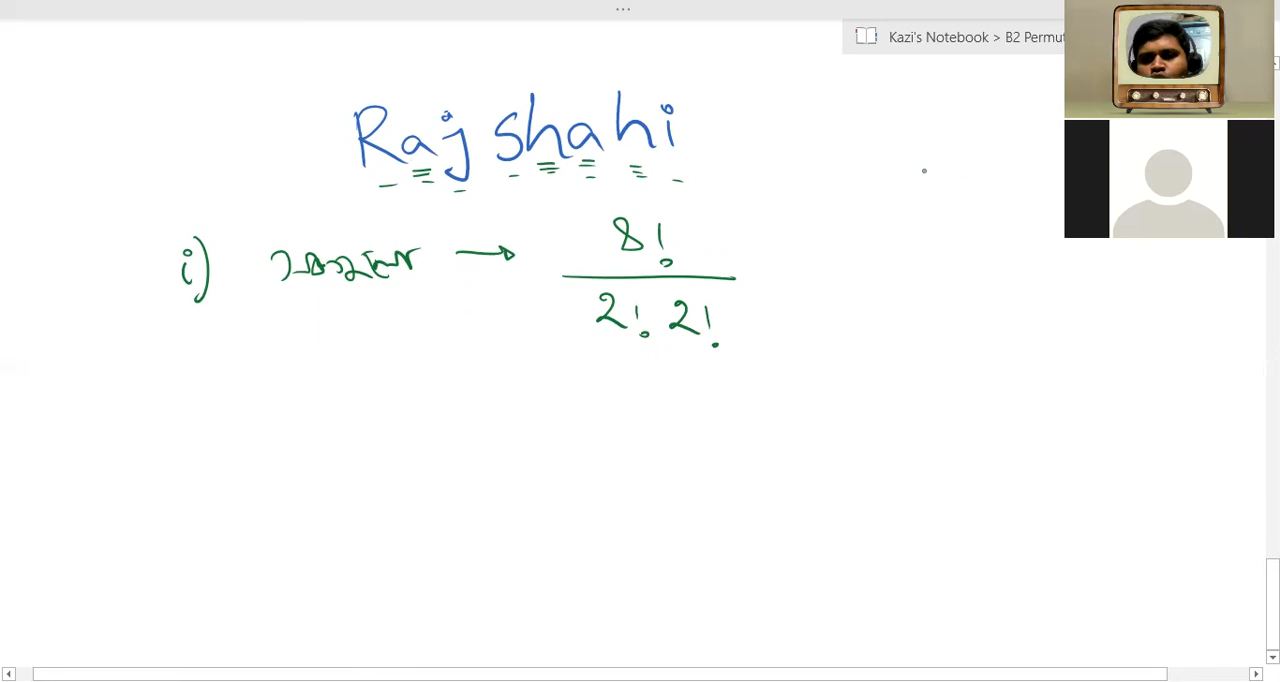 ...
Kazi's Notebook > B2 Permut
Rajshahi
i) → 8!
2! 2!